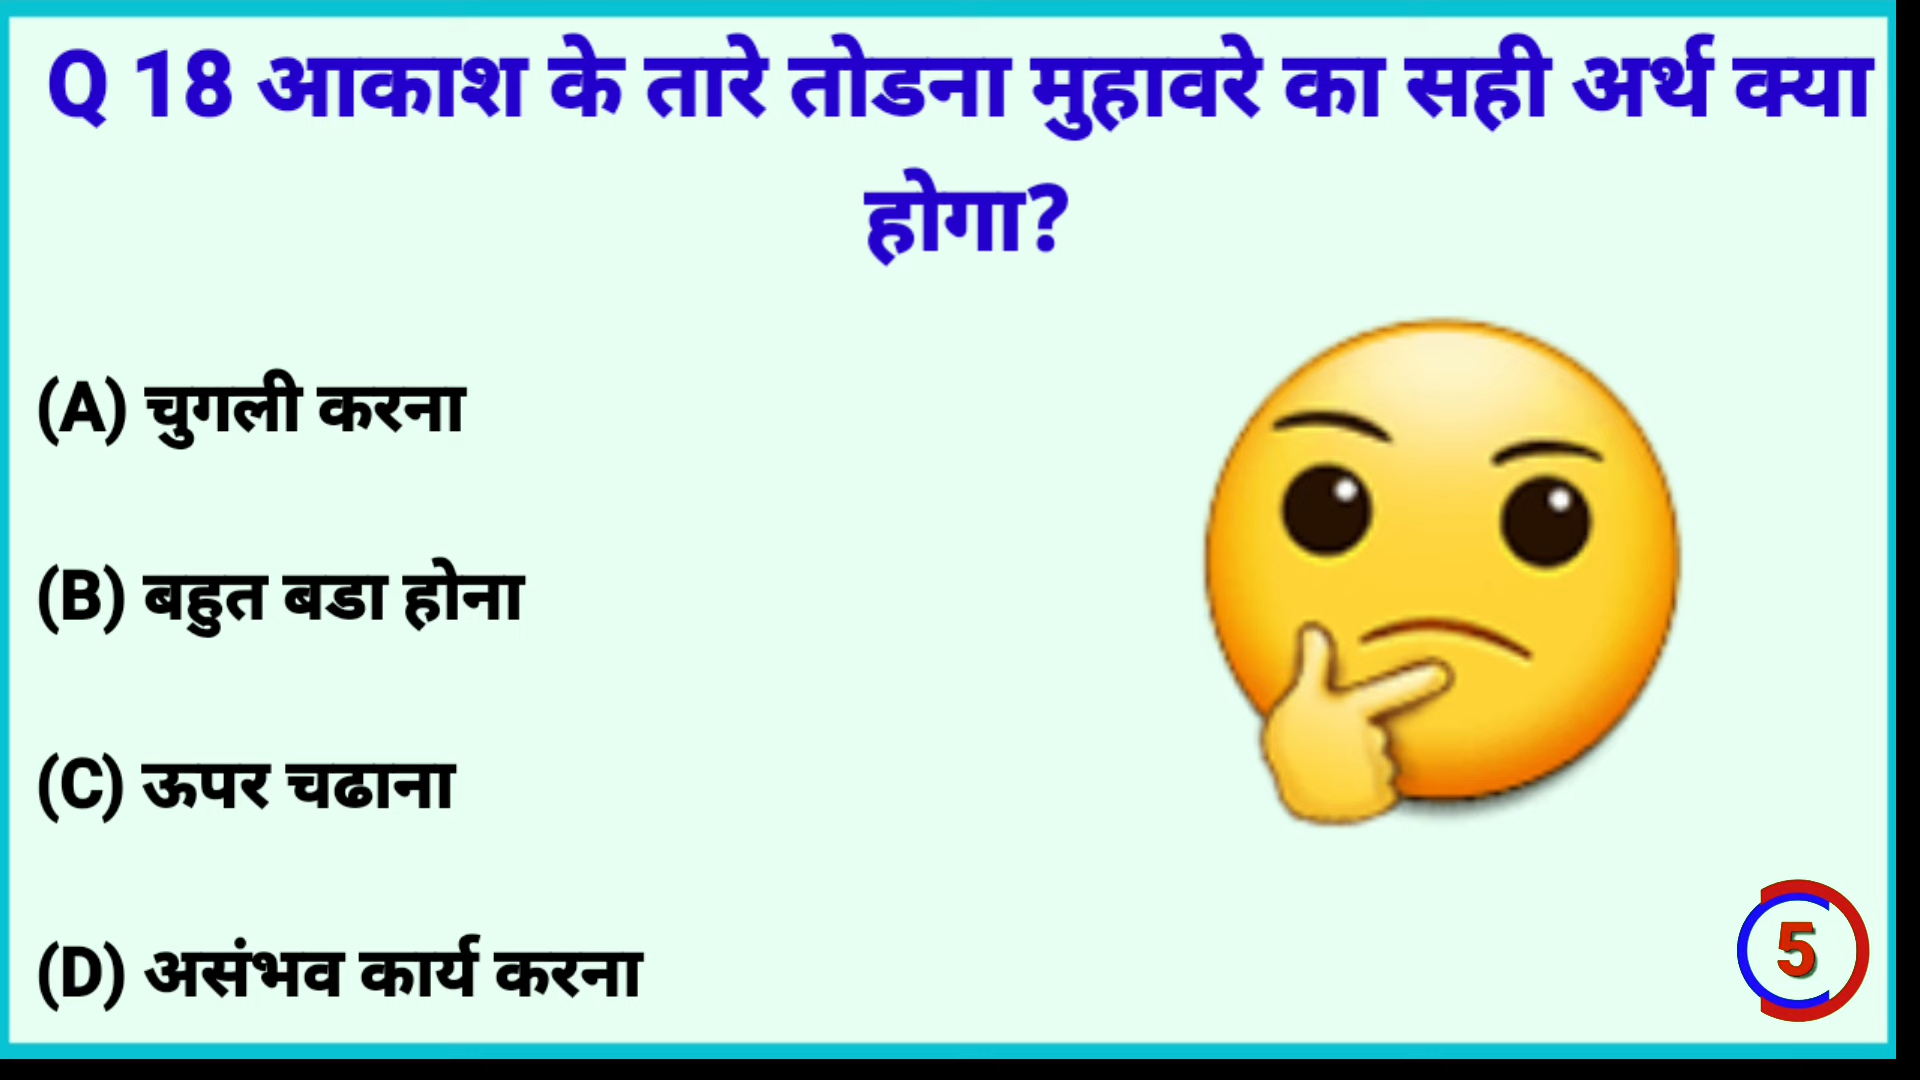 Q 18 आकाश के तारे तोडना मुहावरे का सही अर्थ क्या
होगा?
(A) चुगली करना
(B) बहुत बडा होना
(C) ऊपर चढाना
(D) असंभव कार्य करना
5